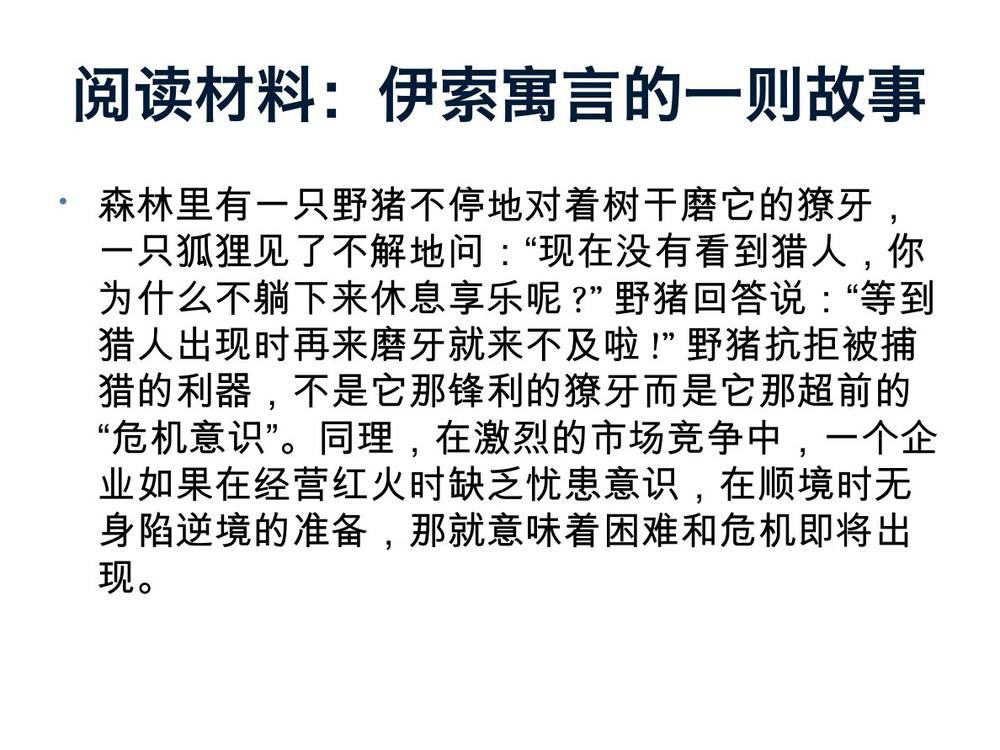 阅读材料：伊索寓言的一则故事
• 森林里有一只野猪不停地对着树干磨它的獠牙，
一只狐狸见了不解地问：“现在没有看到猎人，你
为什么不躺下来休息享乐呢?” 野猪回答说：“等到
猎人出现时再来磨牙就来不及啦!” 野猪抗拒被捕
猎的利器，不是它那锋利的獠牙而是它那超前的
“危机意识”。同理，在激烈的市场竞争中，一个企
业如果在经营红火时缺乏忧患意识，在顺境时无
身陷逆境的准备，那就意味着困难和危机即将出
现。